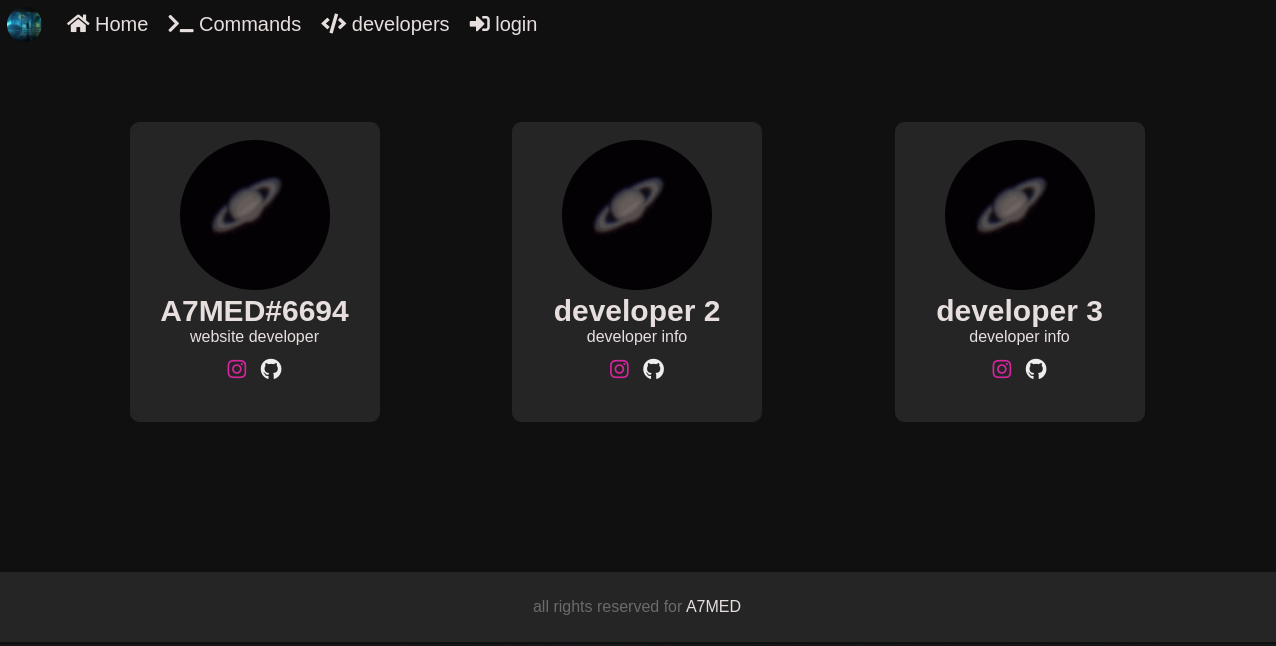 Home Commands developers login
A7MED#6694
website developer
developer 2
developer info
developer 3
developer info
all rights reserved for A7MED